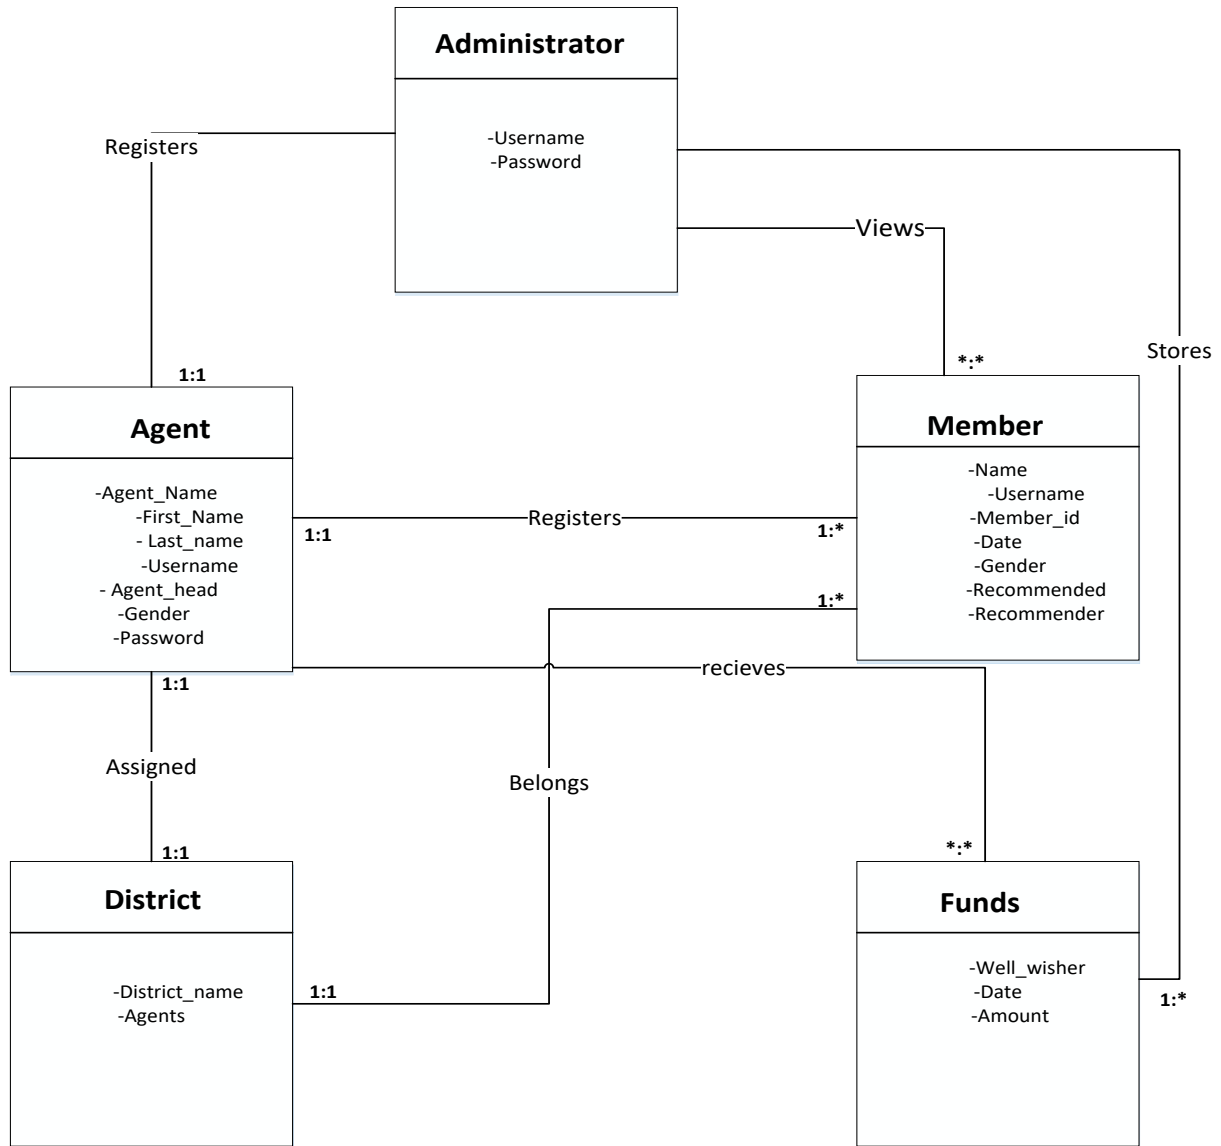 Administrator
-Username
-Password
Registers
Views
Stores
1:1
*:*
Agent
-Agent_Name
-First_Name
- Last_name
-Username
- Agent_head
-Gender
-Password
Member
-Name
-Username
-Member_id
-Date
-Gender
-Recommended
-Recommender
1:1
Registers
1:*
1:*
recieves
1:1
Assigned
Belongs
1:1
*:*
District
-District_name
-Agents
1:1
Funds
-Well_wisher
-Date
-Amount
1:*